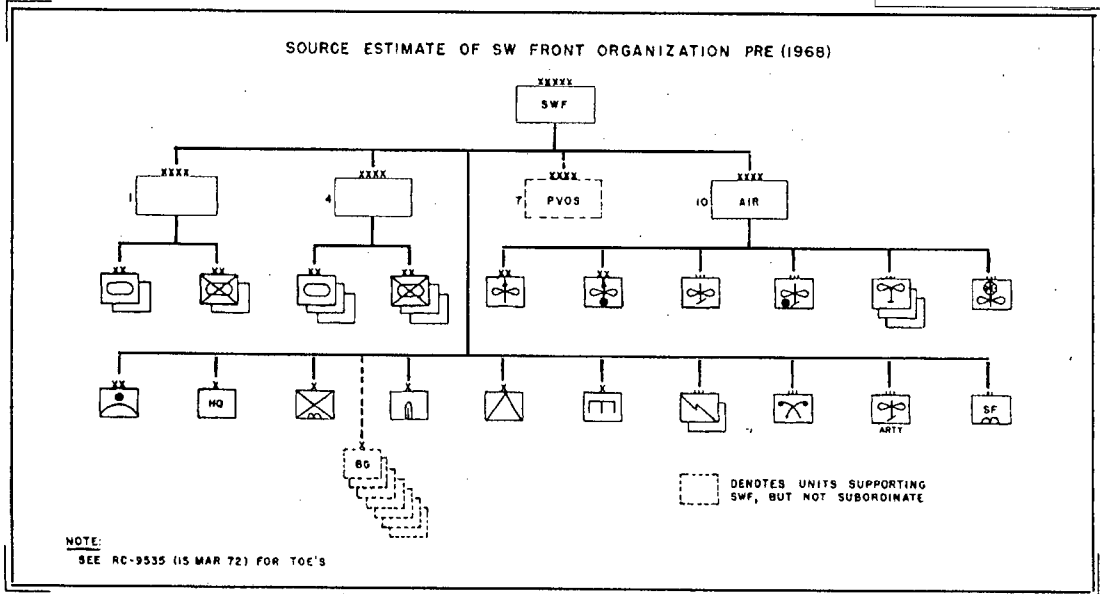 SOURCE ESTIMATE OF SW FRONT ORGANIZATION PRE (1968)
XXXXX
SWF
XXXX XXXX XXXX XXXX
1 4 7 PVOS 10 AIR
XX XX XX XX XX XX
XX X X X X X
HQ SF
ARTY
X
BG
DENOTES UNITS SUPPORTING
SWF, BUT NOT SUBORDINATE
NOTE:
SEE RC-9535 (15 MAR 72) FOR TOE'S